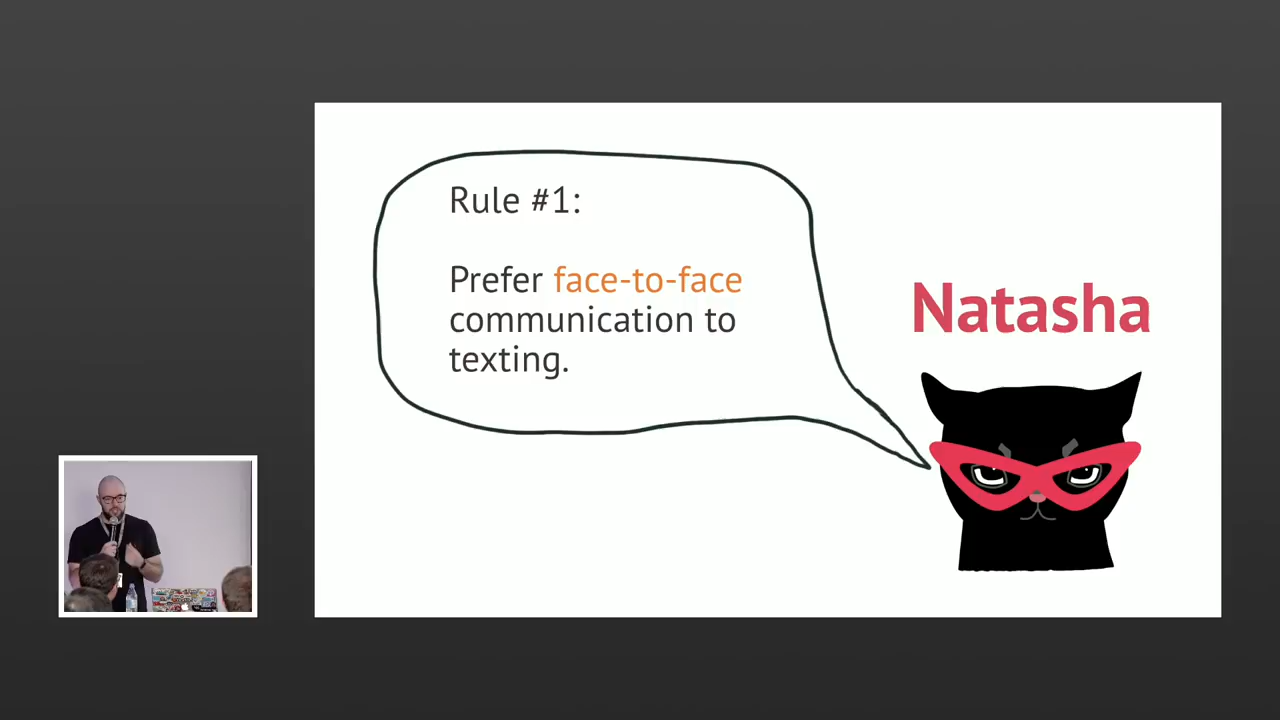 Rule #1:
Prefer face-to-face
communication to
texting.
Natasha